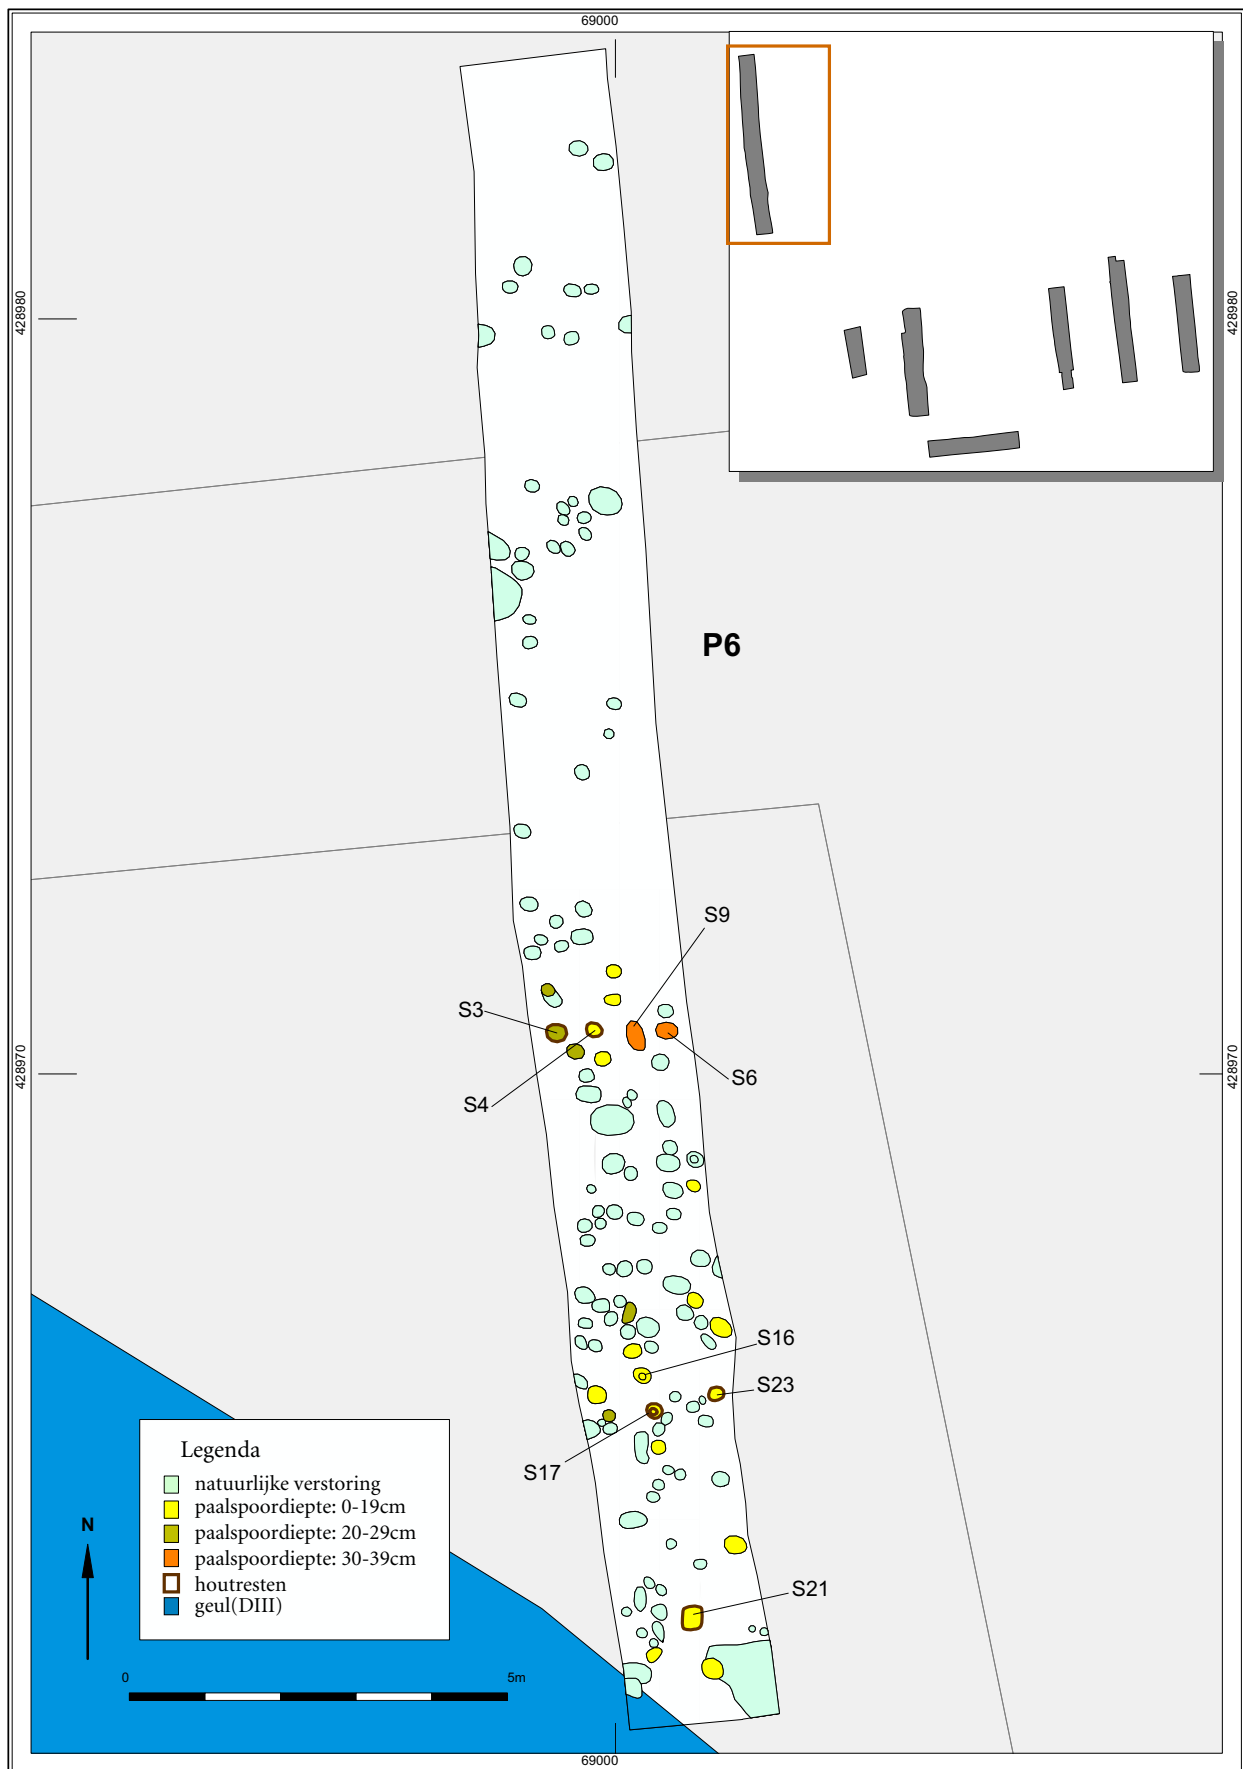 69000
428980
428980
P6
S9
S3
S4
S6
428970
428970
S16
S23
S17
S21
Legenda
natuurlijke verstoring
paalspoordiepte: 0-19cm
paalspoordiepte: 20-29cm
paalspoordiepte: 30-39cm
houtresten
geul(DIII)
N
0 5m
69000